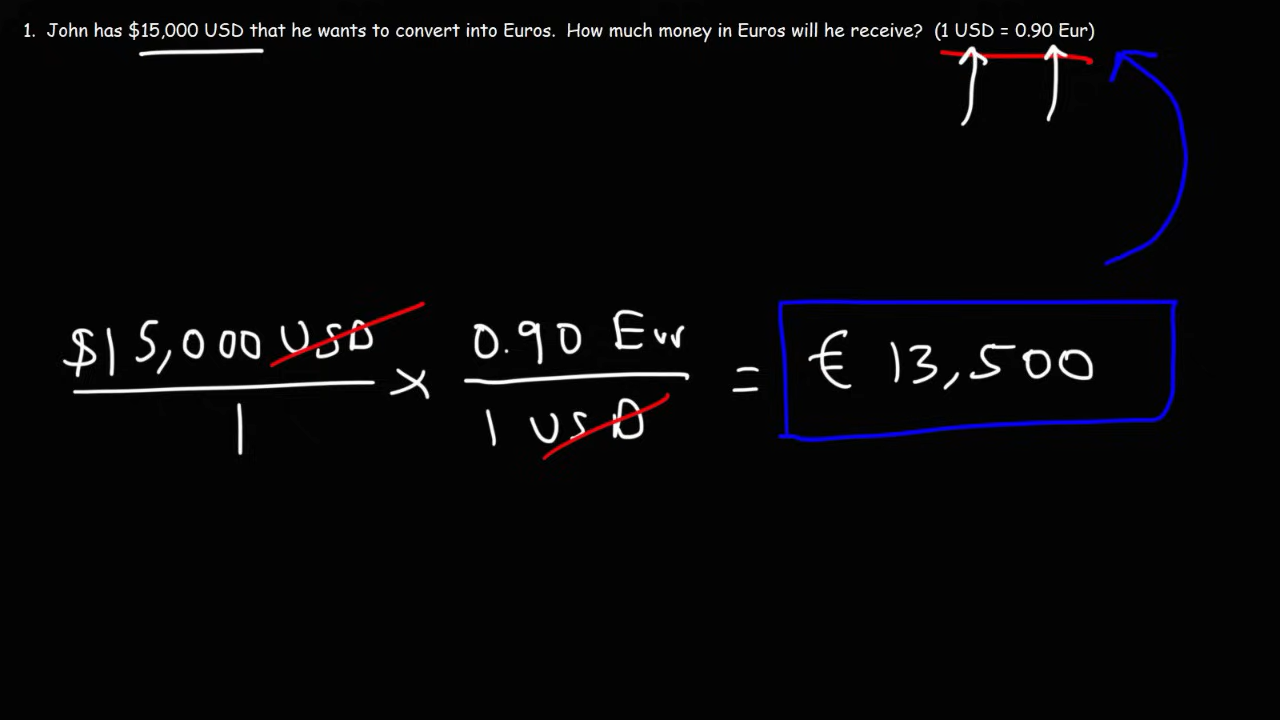 1. John has $15,000 USD that he wants to convert into Euros. How much money in Euros will he receive? (1 USD = 0.90 Eur)
$15,000 USD / 1 × 0.90 Eur / 1 USD = € 13,500